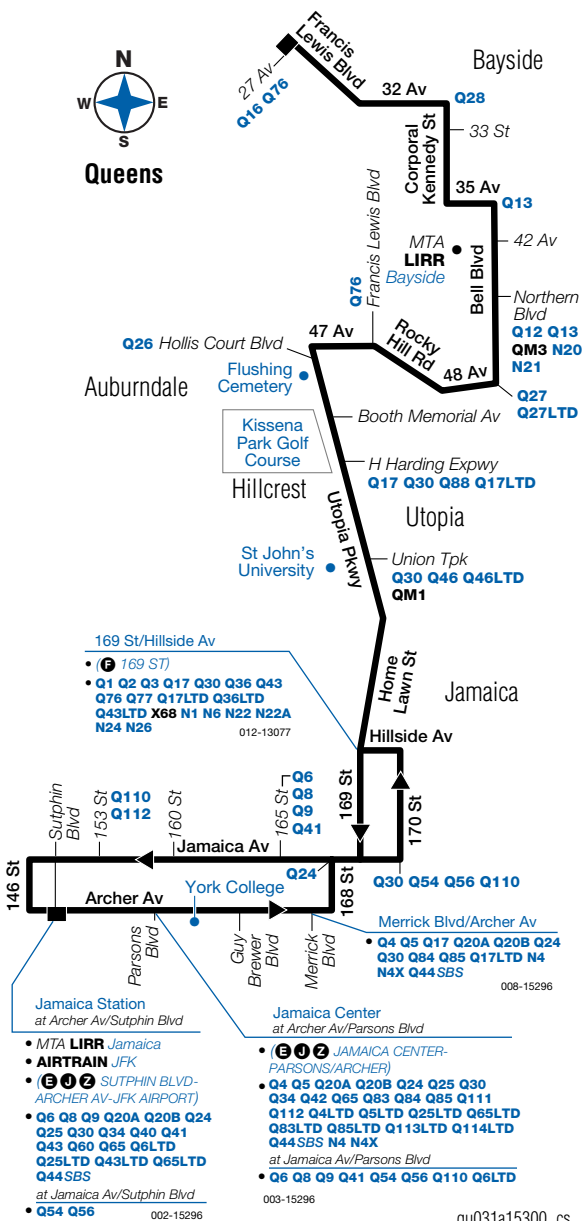 Francis
Lewis Blvd
Bayside
N
W
E
S
Queens
27 Av
Q16 Q76
32 Av
Q28
33 St
Corporal
Kennedy St
35 Av
Q13
42 Av
MTA
LIRR
Bayside
Bell Blvd
Northern
Blvd
Q12 Q13
QM3 N20
N21
Francis Lewis Blvd
Q76
47 Av
Rocky
Hill Rd
48 Av
Q27
Q27LTD
Q26 Hollis Court Blvd
Flushing
Cemetery
Auburndale
Booth Memorial Av
Kissena
Park Golf
Course
H Harding Expwy
Q17 Q30 Q88 Q17LTD
Hillcrest
Utopia Pkwy
Utopia
St John's
University
Union Tpk
Q30 Q46 Q46LTD
QM1
169 St/Hillside Av
• (F 169 ST)
• Q1 Q2 Q3 Q17 Q30 Q36 Q43
Q76 Q77 Q17LTD Q36LTD
Q43LTD X68 N1 N6 N22 N22A
N24 N26
012-13077
Home
Lawn St
Jamaica
Hillside Av
169 St
170 St
Sutphin
Blvd
153 St
Q110
Q112
160 St
165 St
Q6
Q8
Q9
Q41
Jamaica Av
Q24
Q30 Q54 Q56 Q110
146 St
Archer Av
York College
168 St
Parsons
Blvd
Guy
Brewer
Blvd
Merrick
Blvd
Merrick Blvd/Archer Av
• Q4 Q5 Q17 Q20A Q20B Q24
Q30 Q84 Q85 Q17LTD N4
N4X Q44SBS
008-15296
Jamaica Station
at Archer Av/Sutphin Blvd
• MTA LIRR Jamaica
• AIRTRAIN JFK
• (E J Z SUTPHIN BLVD-
ARCHER AV-JFK AIRPORT)
• Q6 Q8 Q9 Q20A Q20B Q24
Q25 Q30 Q34 Q40 Q41
Q43 Q60 Q65 Q6LTD
Q25LTD Q43LTD Q65LTD
Q44SBS
at Jamaica Av/Sutphin Blvd
• Q54 Q56
002-15296
Jamaica Center
at Archer Av/Parsons Blvd
• (E J Z JAMAICA CENTER-
PARSONS/ARCHER)
• Q4 Q5 Q20A Q20B Q24 Q25 Q30
Q34 Q42 Q65 Q83 Q84 Q85 Q111
Q112 Q4LTD Q5LTD Q25LTD Q65LTD
Q83LTD Q85LTD Q113LTD Q114LTD
Q44SBS N4 N4X
at Jamaica Av/Parsons Blvd
• Q6 Q8 Q9 Q41 Q54 Q56 Q110 Q6LTD
003-15296
qu031a15300_cs